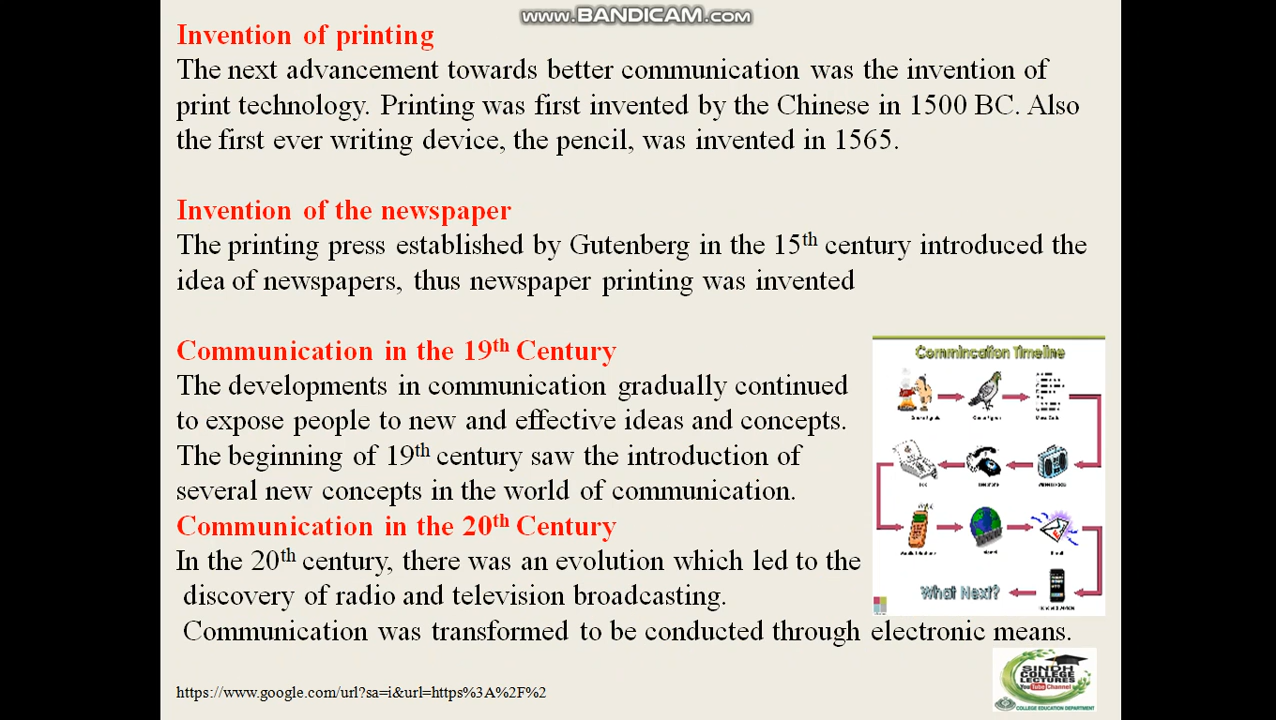 www.BANDICAM.com
Invention of printing
The next advancement towards better communication was the invention of
print technology. Printing was first invented by the Chinese in 1500 BC. Also
the first ever writing device, the pencil, was invented in 1565.
Invention of the newspaper
The printing press established by Gutenberg in the 15th century introduced the
idea of newspapers, thus newspaper printing was invented
Communication in the 19th Century
The developments in communication gradually continued
to expose people to new and effective ideas and concepts.
The beginning of 19th century saw the introduction of
several new concepts in the world of communication.
Communication in the 20th Century
In the 20th century, there was an evolution which led to the
discovery of radio and television broadcasting.
Communication was transformed to be conducted through electronic means.
Commincation Timeline
What Next?
https://www.google.com/url?sa=i&url=https%3A%2F%2
SINDH
COLLEGE
LECTURES
YouTube Channel
COLLEGE EDUCATION DEPARTMENT